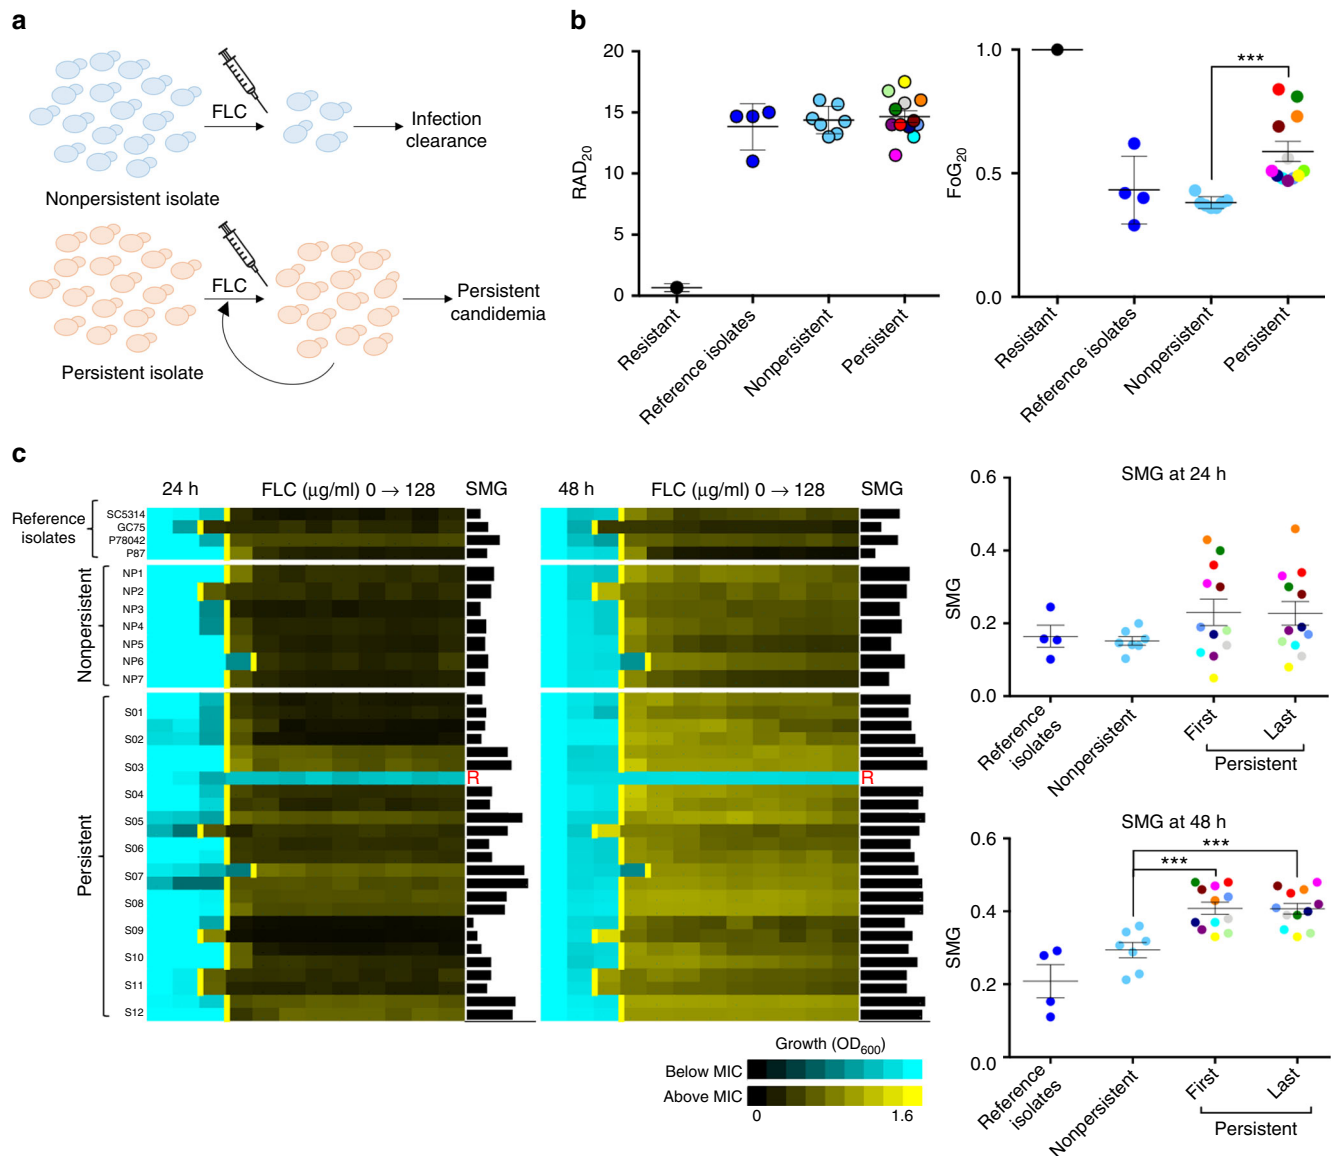 a
FLC
Infection
clearance
Nonpersistent isolate
FLC
Persistent
candidemia
Persistent isolate
b
20
15
10
5
0
RAD20
Resistant
Reference isolates
Nonpersistent
Persistent
1.0
0.5
0.0
FoG20
***
Resistant
Reference isolates
Nonpersistent
Persistent
c
24 h FLC (μg/ml) 0 → 128 SMG
48 h FLC (μg/ml) 0 → 128 SMG
Reference
isolates
SC5314
GC75
P78042
P87
Nonpersistent
NP1
NP2
NP3
NP4
NP5
NP6
NP7
Persistent
S01
S02
S03
R
R
S04
S05
S06
S07
S08
S09
S10
S11
S12
Growth (OD600)
Below MIC
Above MIC
0 1.6
SMG at 24 h
0.6
0.4
0.2
0.0
SMG
Reference
isolates
Nonpersistent
First
Last
Persistent
SMG at 48 h
0.6
0.4
0.2
0.0
SMG
***
***
Reference
isolates
Nonpersistent
First
Last
Persistent